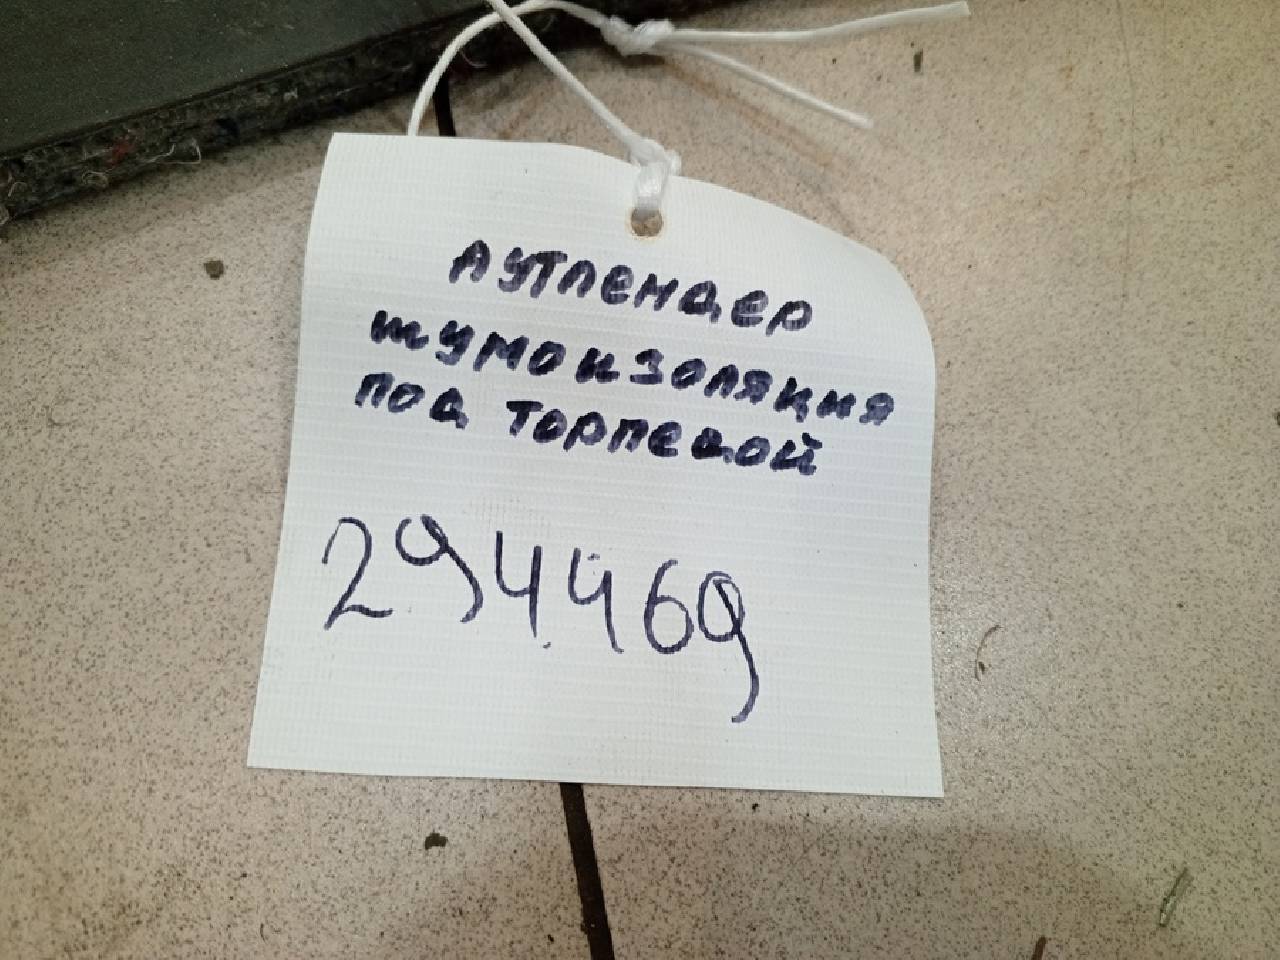 Аутлендер
шумоизоляция
под торпедой
294469